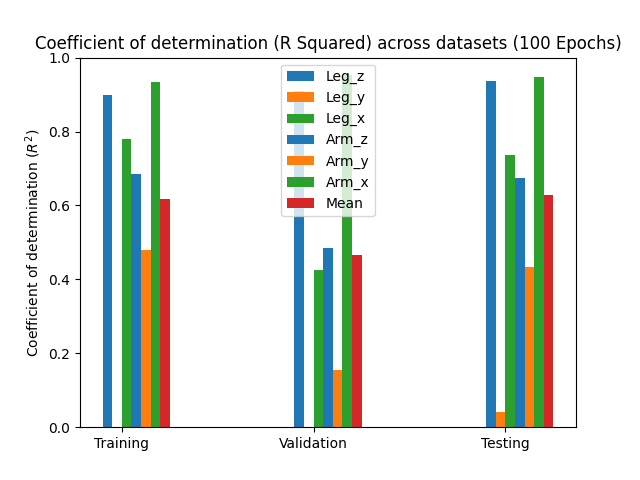 Coefficient of determination (R Squared) across datasets (100 Epochs)
1.0
0.8
0.6
0.4
0.2
0.0
Coefficient of determination (R²)
Leg_z
Leg_y
Leg_x
Arm_z
Arm_y
Arm_x
Mean
Training
Validation
Testing